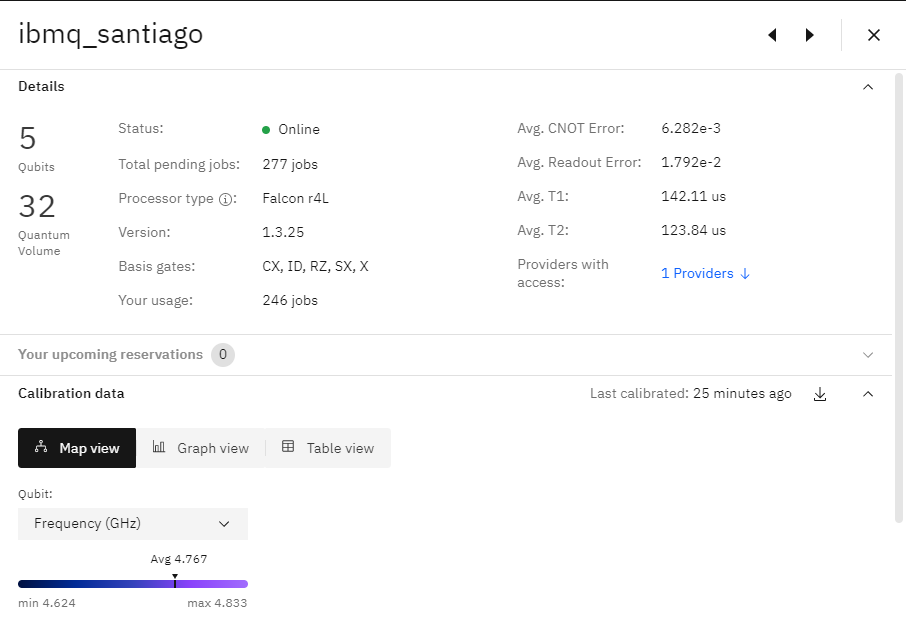 ibmq_santiago
Details
5
Qubits
32
Quantum
Volume
Status: Online
Total pending jobs: 277 jobs
Processor type ⓘ: Falcon r4L
Version: 1.3.25
Basis gates: CX, ID, RZ, SX, X
Your usage: 246 jobs
Avg. CNOT Error: 6.282e-3
Avg. Readout Error: 1.792e-2
Avg. T1: 142.11 us
Avg. T2: 123.84 us
Providers with
access: 1 Providers ↓
Your upcoming reservations 0
Calibration data Last calibrated: 25 minutes ago
Map view Graph view Table view
Qubit:
Frequency (GHz)
Avg 4.767
min 4.624 max 4.833